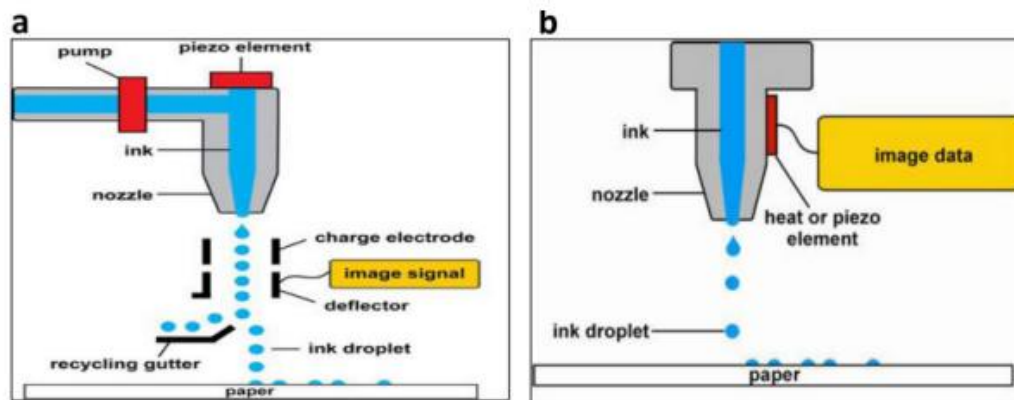 a
piezo element
pump
ink
nozzle
charge electrode
image signal
deflector
ink droplet
recycling gutter
paper
b
ink
image data
nozzle
heat or piezo
element
ink droplet
paper